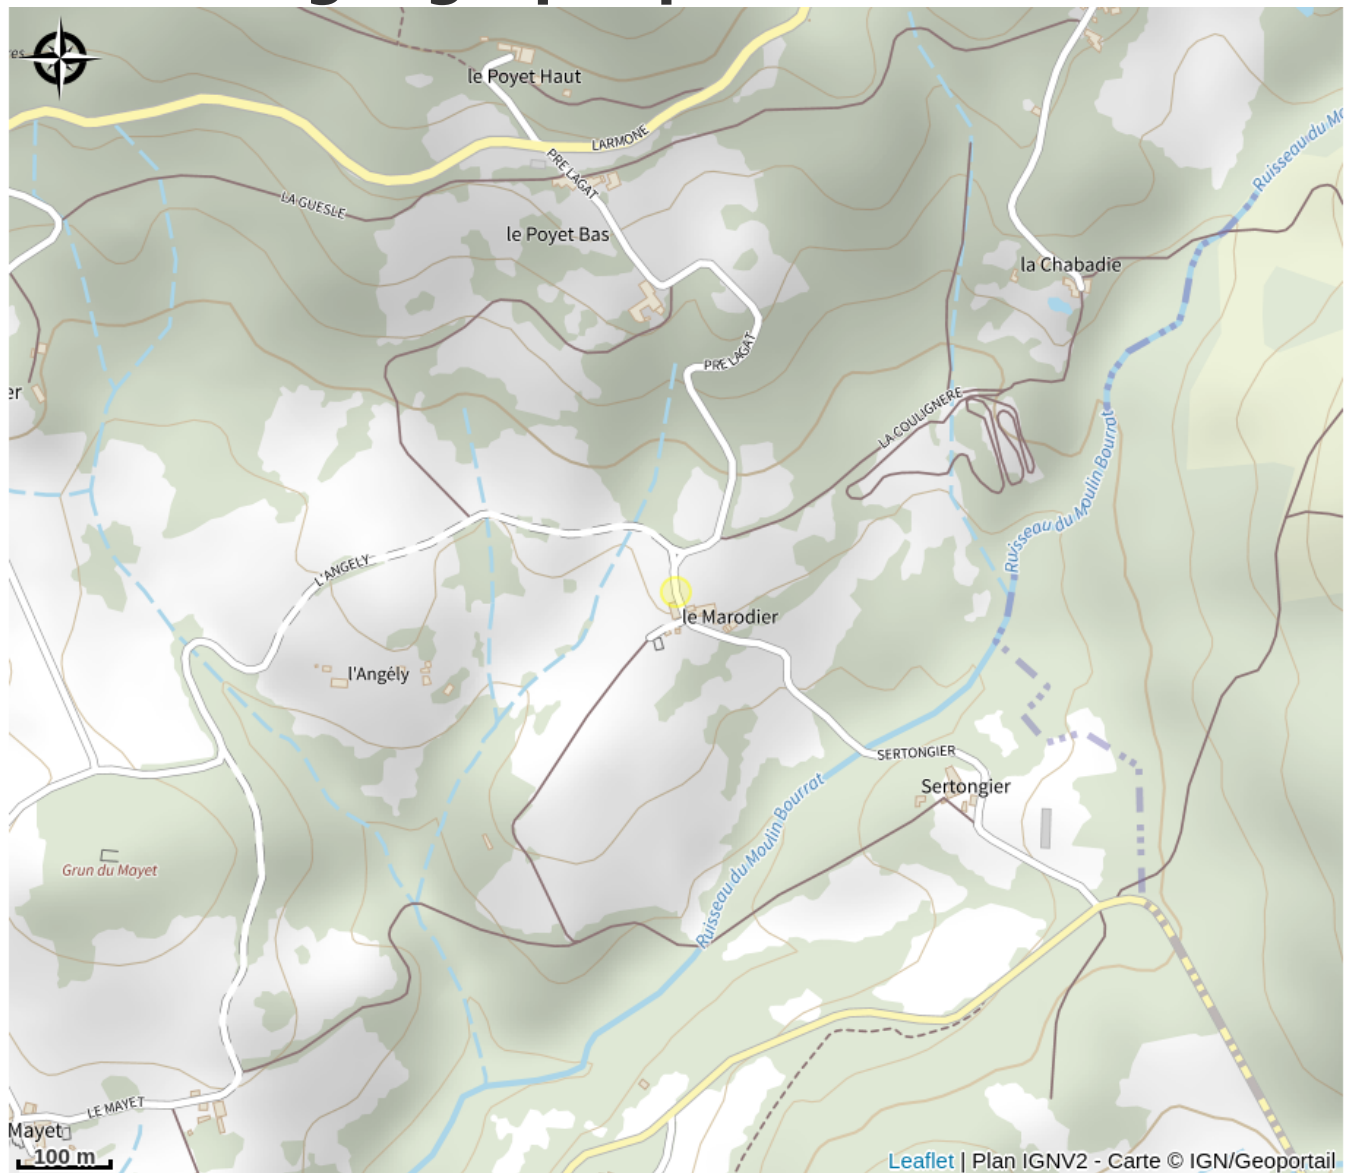 le Poyet Haut
LARMONE
PRE LAGAT
LA GUESLE
le Poyet Bas
la Chabadie
Ruisseau du Mo
PRE LAGAT
er
LA COULIGNERE
Ruisseau du Moulin Bourrat
L'ANGELY
le Marodier
l'Angély
SERTONGIER
Sertongier
Ruisseau du Moulin Bourrat
Grun du Mayet
LE MAYET
Mayet
100 m
Leaflet | Plan IGNV2 - Carte © IGN/Geoportail